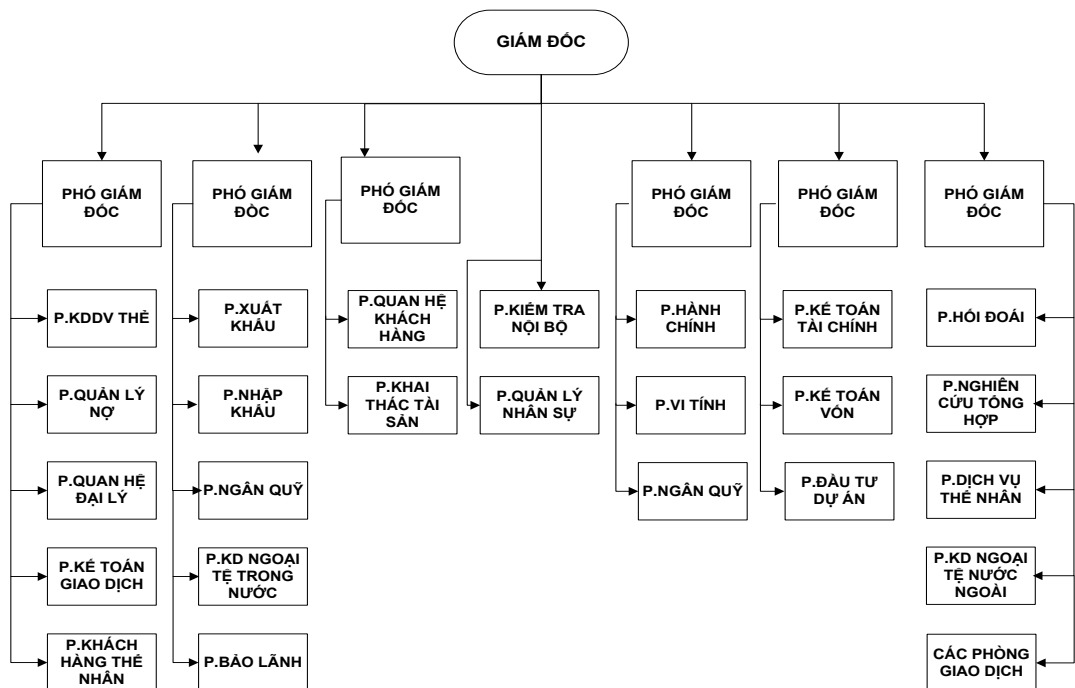 GIÁM ĐỐC
PHÓ GIÁM
ĐỐC
PHÓ GIÁM
ĐÒC
PHÓ GIÁM
ĐỐC
PHÓ GIÁM
ĐỐC
PHÓ GIÁM
ĐỐC
PHÓ GIÁM
ĐỐC
P.KDDV THẺ
P.XUẤT
KHẨU
P.QUAN HỆ
KHÁCH
HÀNG
P.KIỂM TRA
NỘI BỘ
P.HÀNH
CHÍNH
P.KẾ TOÁN
TÀI CHÍNH
P.HỐI ĐOÁI
P.QUẢN LÝ
NỢ
P.NHẬP
KHẨU
P.KHAI
THÁC TÀI
SẢN
P.QUẢN LÝ
NHÂN SỰ
P.VI TÍNH
P.KẾ TOÁN
VỐN
P.NGHIÊN
CỨU TỔNG
HỢP
P.QUAN HỆ
ĐẠI LÝ
P.NGÂN QUỸ
P.NGÂN QUỸ
P.ĐẦU TƯ
DỰ ÁN
P.DỊCH VỤ
THỂ NHÂN
P.KẾ TOÁN
GIAO DỊCH
P.KD NGOẠI
TỆ TRONG
NƯỚC
P.KD NGOẠI
TỆ NƯỚC
NGOÀI
P.KHÁCH
HÀNG THỂ
NHÂN
P.BẢO LÃNH
CÁC PHÒNG
GIAO DỊCH